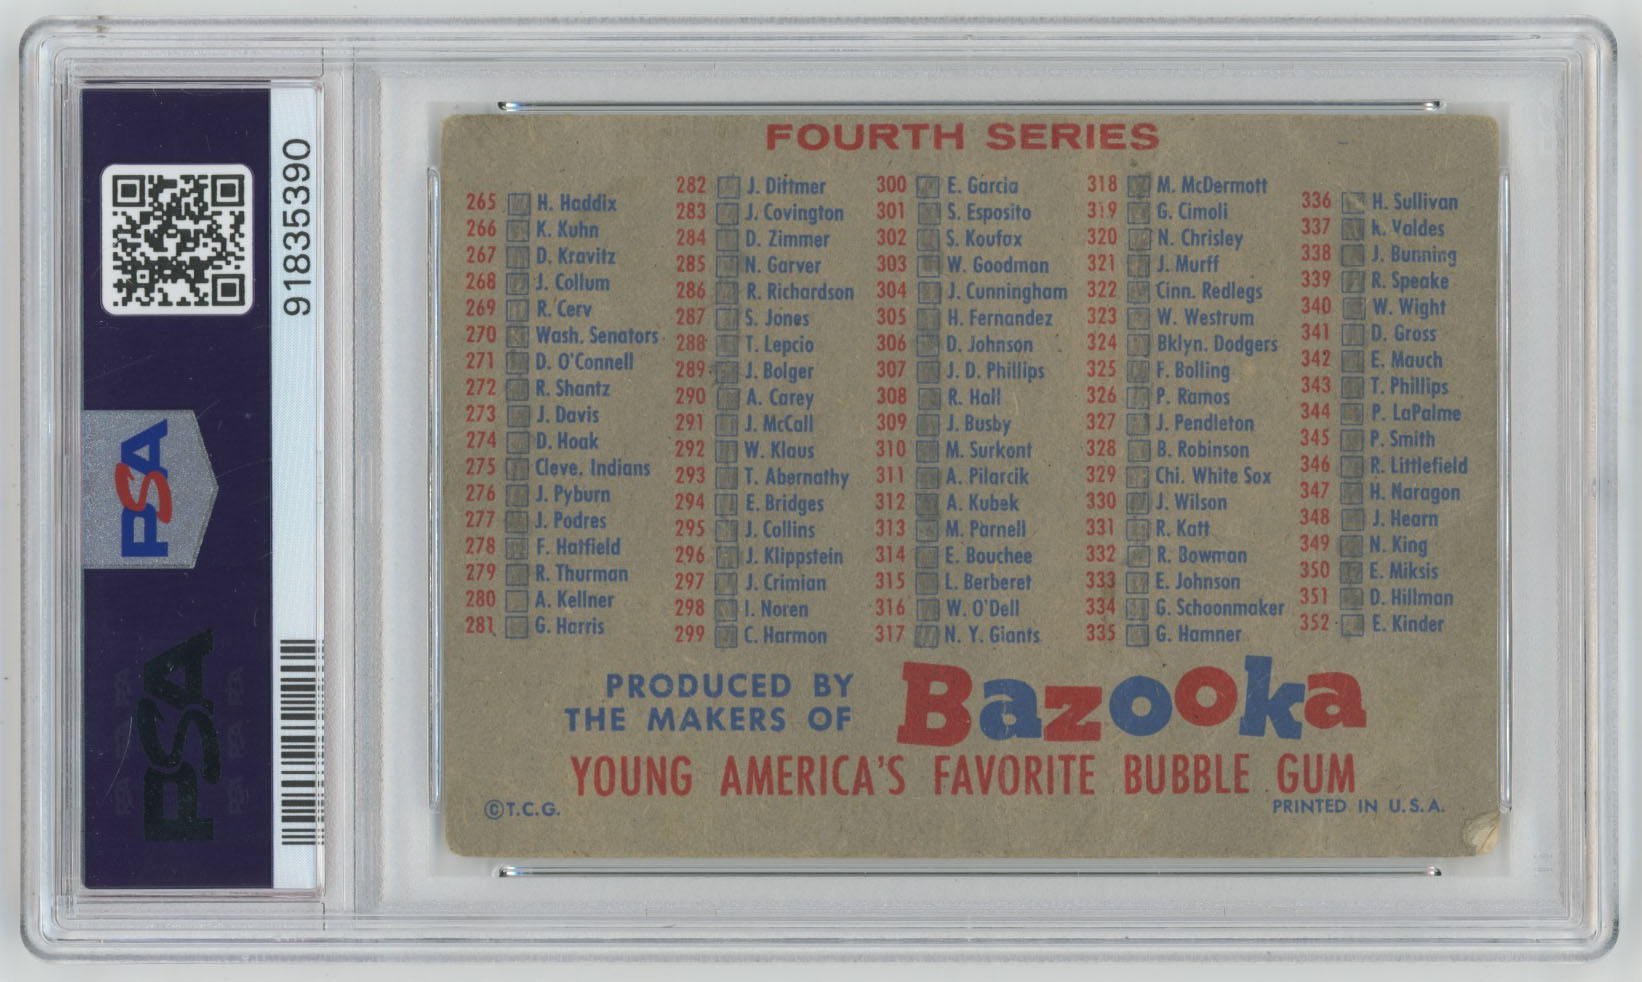 91835390
PSA
PSA
FOURTH SERIES
265 H. Haddix
266 K. Kuhn
267 D. Kravitz
268 J. Collum
269 R. Cerv
270 Wash. Senators
271 D. O'Connell
272 R. Shantz
273 J. Davis
274 D. Hoak
275 Cleve. Indians
276 J. Pyburn
277 J. Podres
278 F. Hatfield
279 R. Thurman
280 A. Kellner
281 G. Harris
282 J. Dittmer
283 J. Covington
284 D. Zimmer
285 N. Garver
286 R. Richardson
287 S. Jones
288 T. Lepcio
289 J. Bolger
290 A. Carey
291 J. McCall
292 W. Klaus
293 T. Abernathy
294 E. Bridges
295 J. Collins
296 J. Klippstein
297 J. Crimian
298 I. Noren
299 C. Harmon
300 E. Garcia
301 S. Esposito
302 S. Koufax
303 W. Goodman
304 J. Cunningham
305 H. Fernandez
306 D. Johnson
307 J. D. Phillips
308 R. Hall
309 J. Busby
310 M. Surkont
311 A. Pilarcik
312 A. Kubek
313 M. Parnell
314 E. Bouchee
315 L. Berberet
316 W. O'Dell
317 N. Y. Giants
318 M. McDermott
319 G. Cimoli
320 N. Chrisley
321 J. Murff
322 Cinn. Redlegs
323 W. Westrum
324 Bklyn. Dodgers
325 F. Bolling
326 P. Ramos
327 J. Pendleton
328 B. Robinson
329 Chi. White Sox
330 J. Wilson
331 R. Katt
332 R. Bowman
333 E. Johnson
334 G. Schoonmaker
335 G. Hamner
336 H. Sullivan
337 R. Valdes
338 J. Bunning
339 R. Speake
340 W. Wight
341 D. Gross
342 E. Mauch
343 T. Phillips
344 P. LaPalme
345 P. Smith
346 R. Littlefield
347 H. Naragon
348 J. Hearn
349 N. King
350 E. Miksis
351 D. Hillman
352 E. Kinder
PRODUCED BY
THE MAKERS OF
Bazooka
YOUNG AMERICA'S FAVORITE BUBBLE GUM
©T.C.G.
PRINTED IN U.S.A.